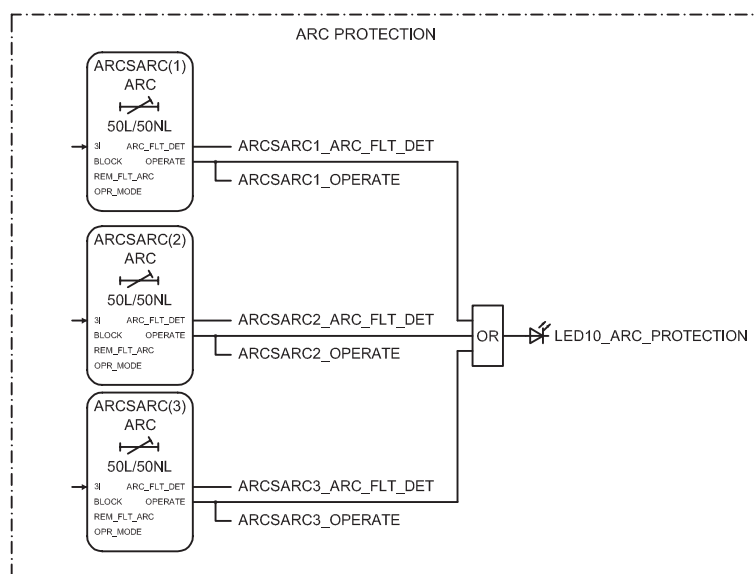 ARC PROTECTION
ARCSARC(1)
ARC
50L/50NL
3I ARC_FLT_DET
BLOCK OPERATE
REM_FLT_ARC
OPR_MODE
ARCSARC1_ARC_FLT_DET
ARCSARC1_OPERATE
ARCSARC(2)
ARC
50L/50NL
3I ARC_FLT_DET
BLOCK OPERATE
REM_FLT_ARC
OPR_MODE
ARCSARC2_ARC_FLT_DET
ARCSARC2_OPERATE
OR
LED10_ARC_PROTECTION
ARCSARC(3)
ARC
50L/50NL
3I ARC_FLT_DET
BLOCK OPERATE
REM_FLT_ARC
OPR_MODE
ARCSARC3_ARC_FLT_DET
ARCSARC3_OPERATE